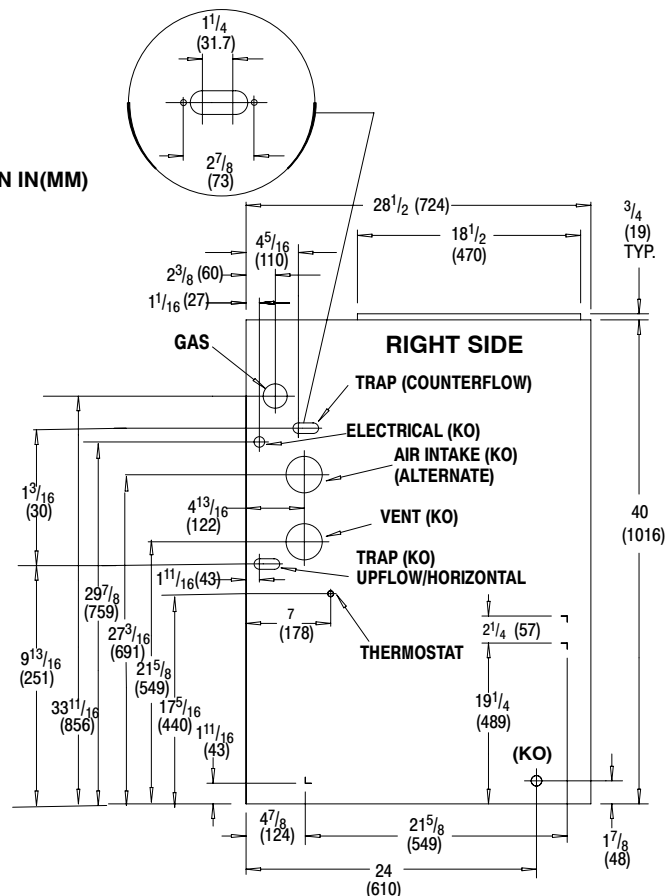 1 1/4
(31.7)
2 7/8
(73)
N IN(MM)
28 1/2 (724)
3/4
(19)
TYP.
18 1/2
(470)
4 5/16
(110)
2 3/8 (60)
1 1/16 (27)
GAS
RIGHT SIDE
TRAP (COUNTERFLOW)
ELECTRICAL (KO)
AIR INTAKE (KO)
(ALTERNATE)
1 3/16
(30)
4 13/16
(122)
VENT (KO)
40
(1016)
TRAP (KO)
UPFLOW/HORIZONTAL
1 11/16 (43)
29 7/8
(759)
7
(178)
2 1/4 (57)
THERMOSTAT
27 3/16
(691)
9 13/16
(251)
21 5/8
(549)
33 11/16
(856)
17 5/16
(440)
19 1/4
(489)
1 11/16
(43)
(KO)
4 7/8
(124)
21 5/8
(549)
1 7/8
(48)
24
(610)